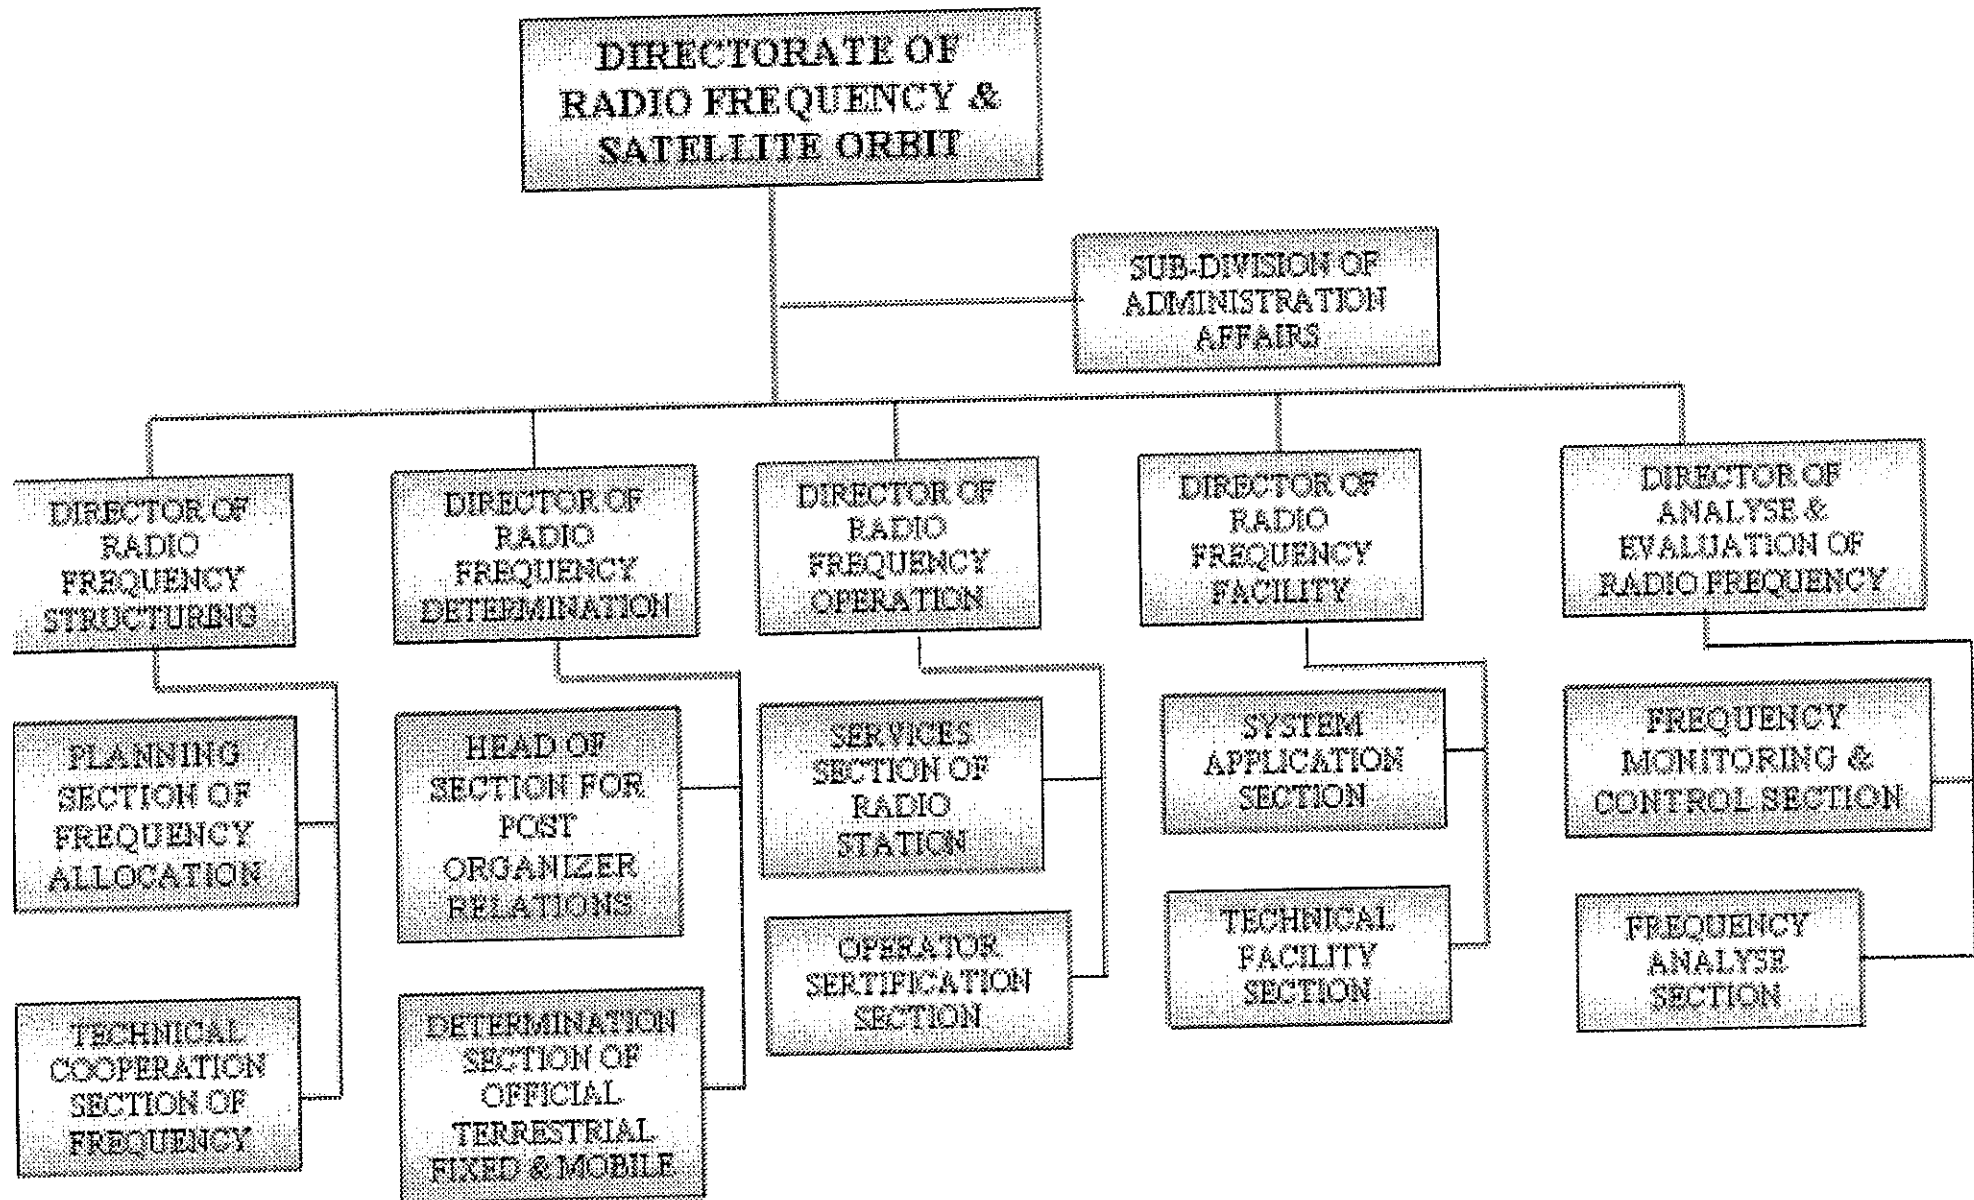 DIRECTORATE OF
RADIO FREQUENCY &
SATELLITE ORBIT
SUB-DIVISION OF
ADMINISTRATION
AFFAIRS
DIRECTOR OF
RADIO
FREQUENCY
STRUCTURING
DIRECTOR OF
RADIO
FREQUENCY
DETERMINATION
DIRECTOR OF
RADIO
FREQUENCY
OPERATION
DIRECTOR OF
RADIO
FREQUENCY
FACILITY
DIRECTOR OF
ANALYSE &
EVALUATION OF
RADIO FREQUENCY
PLANNING
SECTION OF
FREQUENCY
ALLOCATION
HEAD OF
SECTION FOR
POST
ORGANIZER
RELATIONS
SERVICES
SECTION OF
RADIO
STATION
SYSTEM
APPLICATION
SECTION
FREQUENCY
MONITORING &
CONTROL SECTION
TECHNICAL
COOPERATION
SECTION OF
FREQUENCY
DETERMINATION
SECTION OF
OFFICIAL
TERRESTRIAL
FIXED & MOBILE
OPERATOR
SERTIFICATION
SECTION
TECHNICAL
FACILITY
SECTION
FREQUENCY
ANALYSE
SECTION